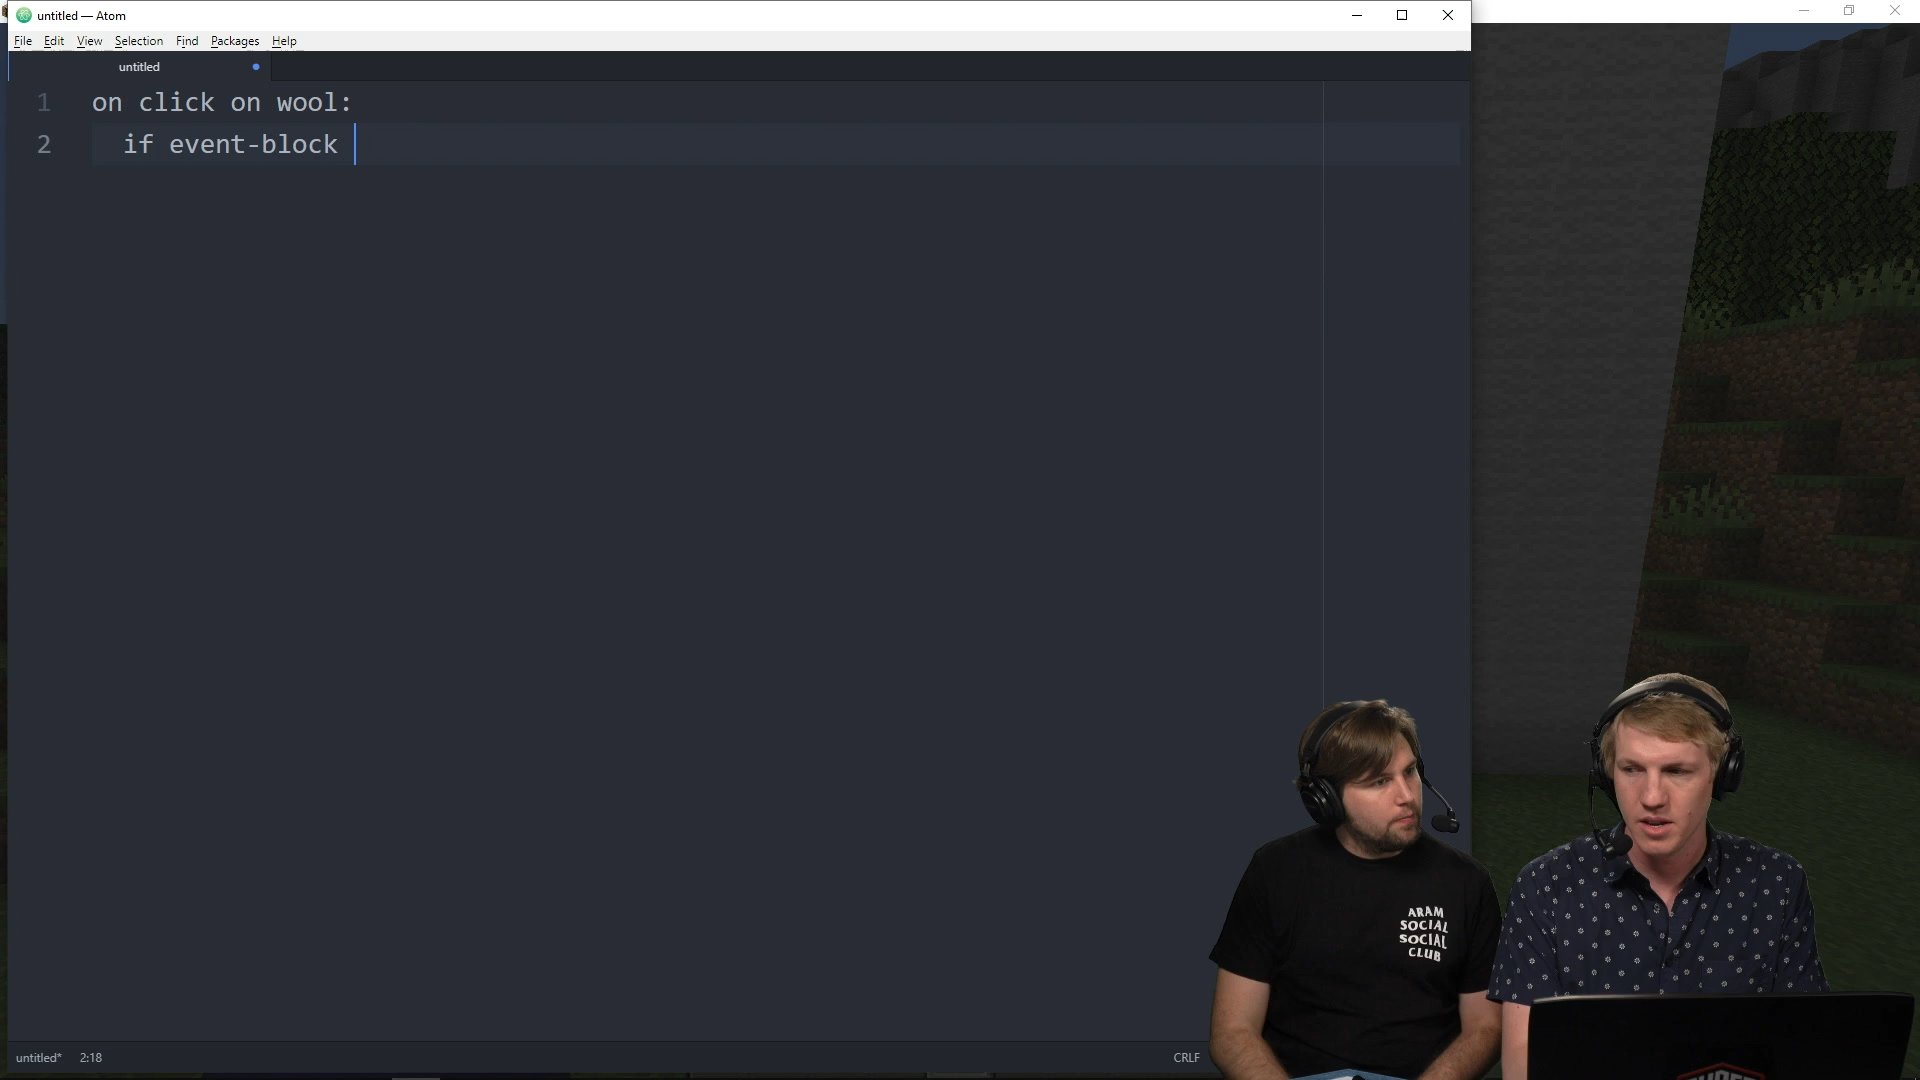 untitled — Atom
File Edit View Selection Find Packages Help
untitled
1 on click on wool:
2 if event-block
ARAM
SOCIAL
SOCIAL
CLUB
untitled* 2:18 CRLF